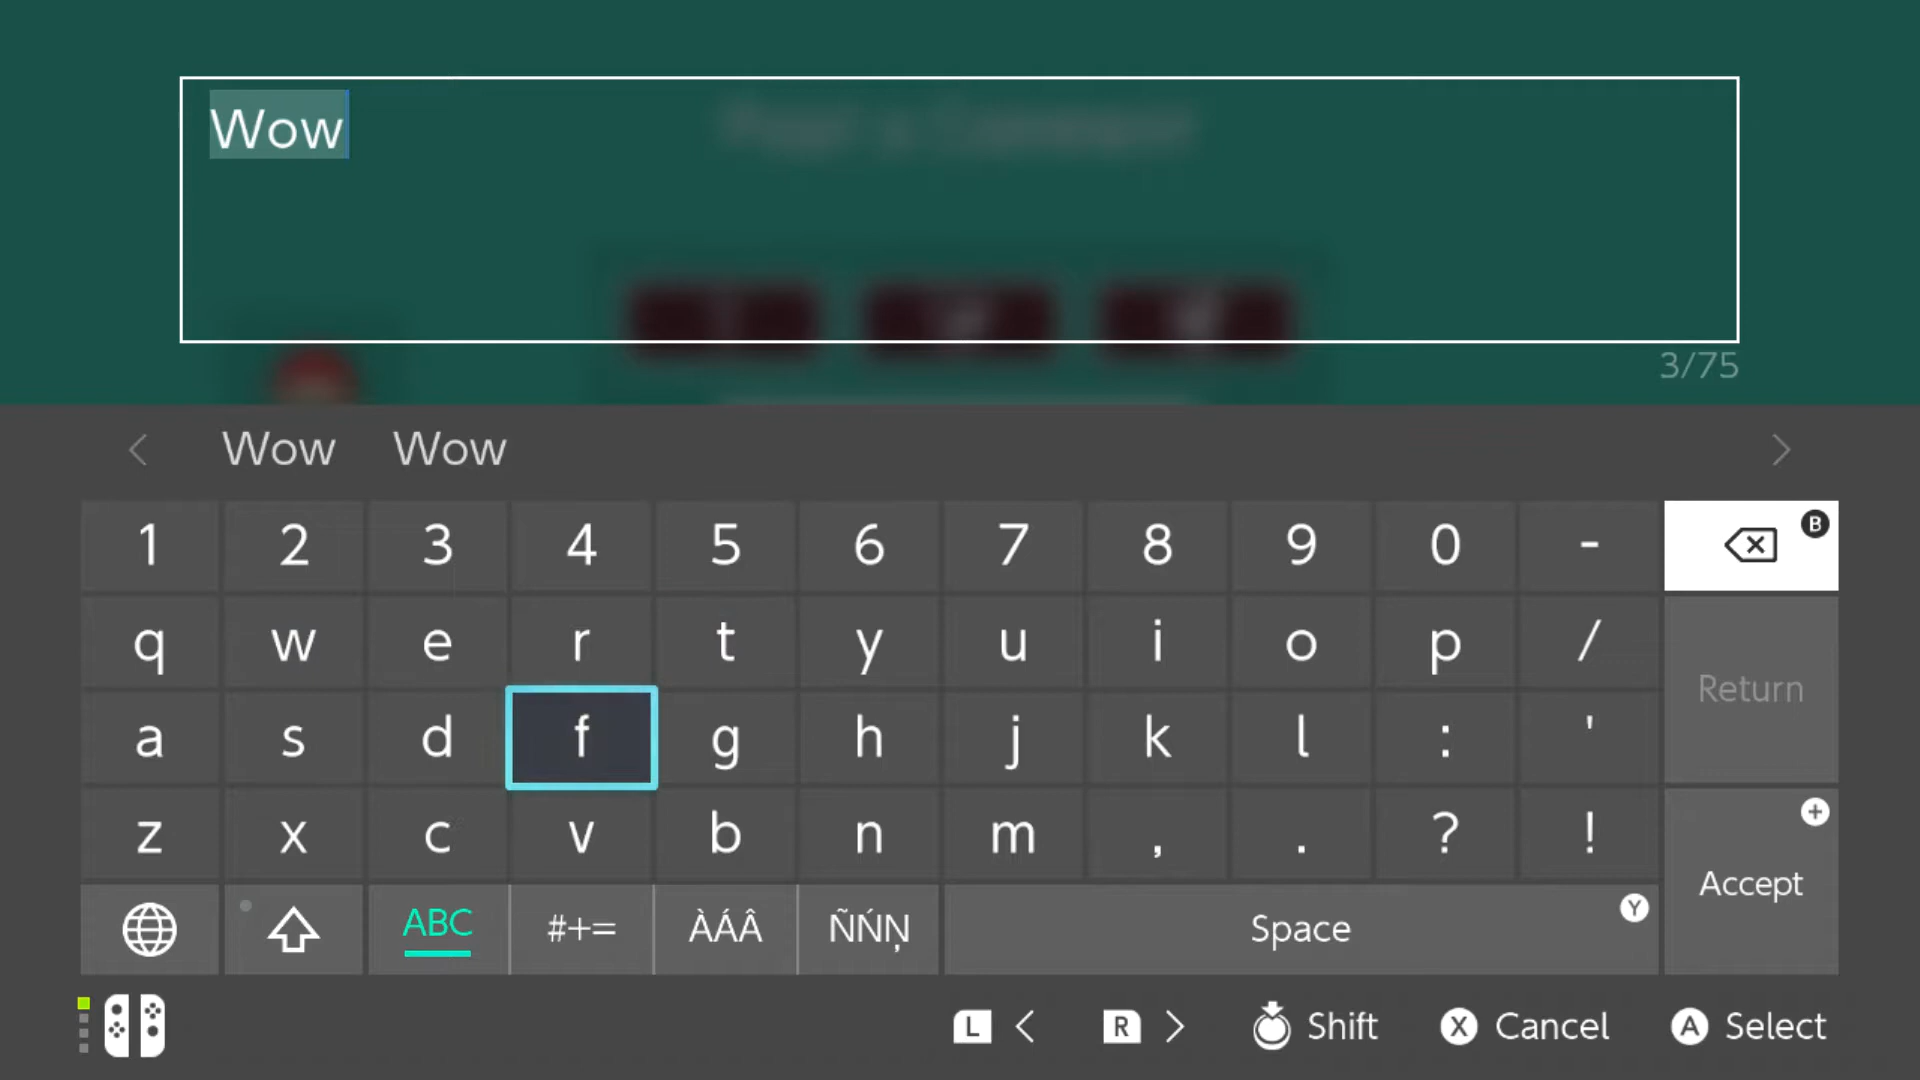 Wow
3/75
Wow Wow
1 2 3 4 5 6 7 8 9 0 - B
q w e r t y u i o p /
Return
a s d f g h j k l : '
z x c v b n m , . ? ! +
Accept
ABC #+= ÀÁÂ ÑŃŅ Space Y
L < R > Shift X Cancel A Select